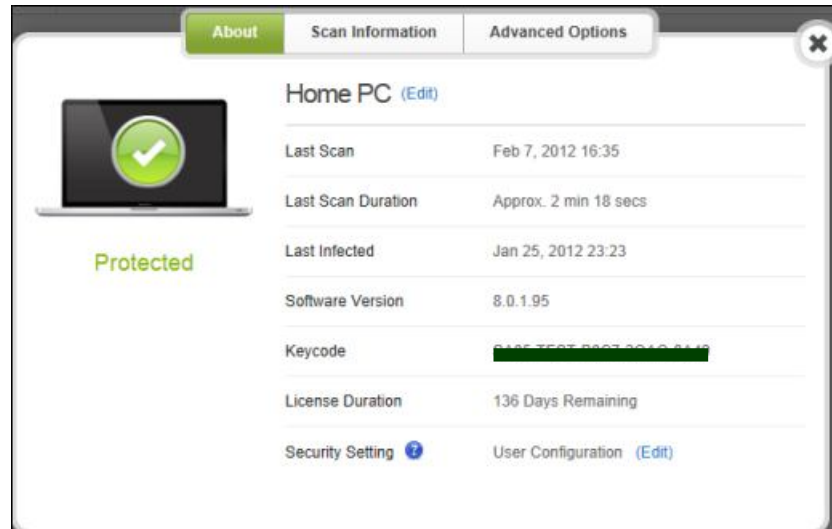 About Scan Information Advanced Options
Home PC (Edit)
Last Scan Feb 7, 2012 16:35
Last Scan Duration Approx. 2 min 18 secs
Protected
Last Infected Jan 25, 2012 23:23
Software Version 8.0.1.95
Keycode
License Duration 136 Days Remaining
Security Setting ? User Configuration (Edit)